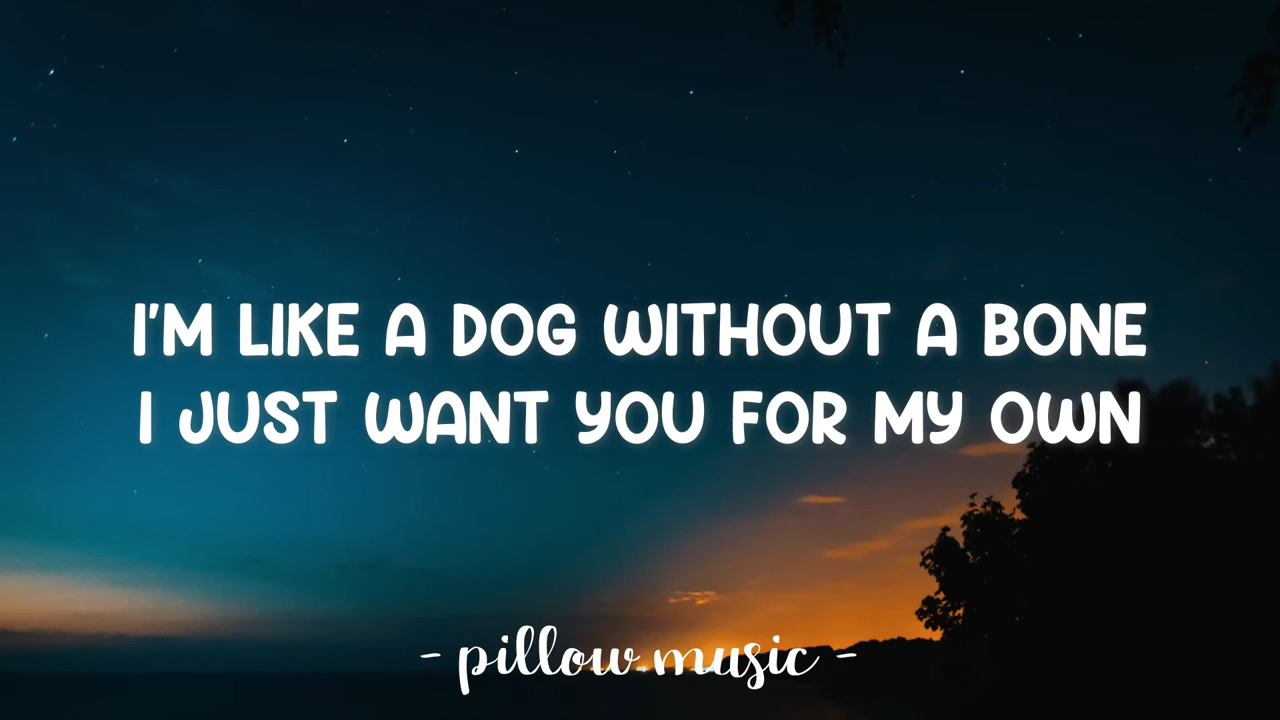 I'M LIKE A DOG WITHOUT A BONE
I JUST WANT YOU FOR MY OWN
- pillow music -